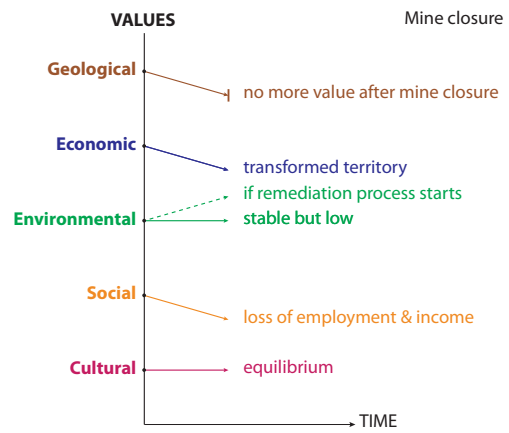 VALUES
Mine closure
Geological
no more value after mine closure
Economic
transformed territory
if remediation process starts
Environmental
stable but low
Social
loss of employment & income
Cultural
equilibrium
TIME